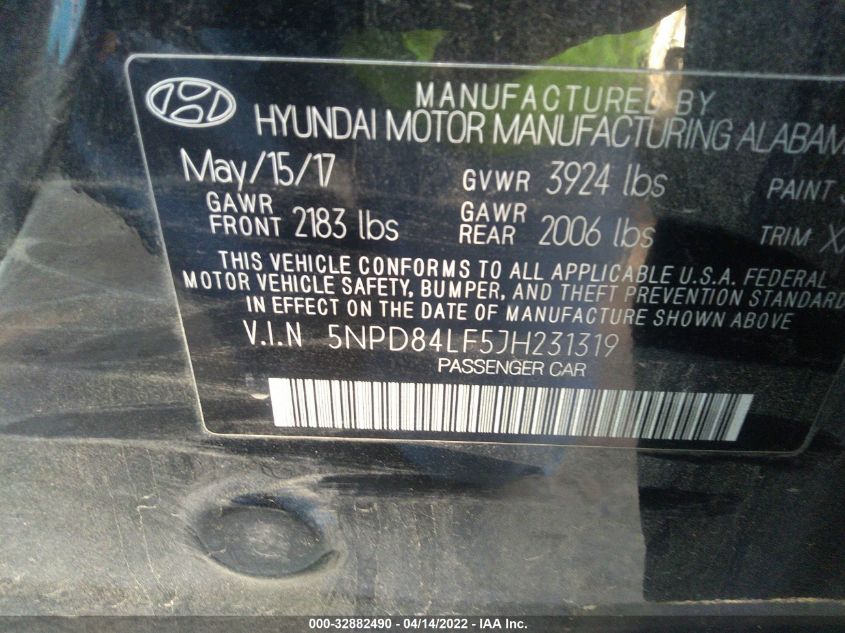 MANUFACTURED BY
HYUNDAI MOTOR MANUFACTURING ALABAM
May/15/17 GVWR 3924 lbs PAINT
GAWR FRONT 2183 lbs GAWR REAR 2006 lbs TRIM
THIS VEHICLE CONFORMS TO ALL APPLICABLE U.S.A. FEDERAL
MOTOR VEHICLE SAFETY, BUMPER, AND THEFT PREVENTION STANDARD
IN EFFECT ON THE DATE OF MANUFACTURE SHOWN ABOVE
V.I.N 5NPD84LF5JH231319
PASSENGER CAR
000-32882490 - 04/14/2022 - IAA Inc.